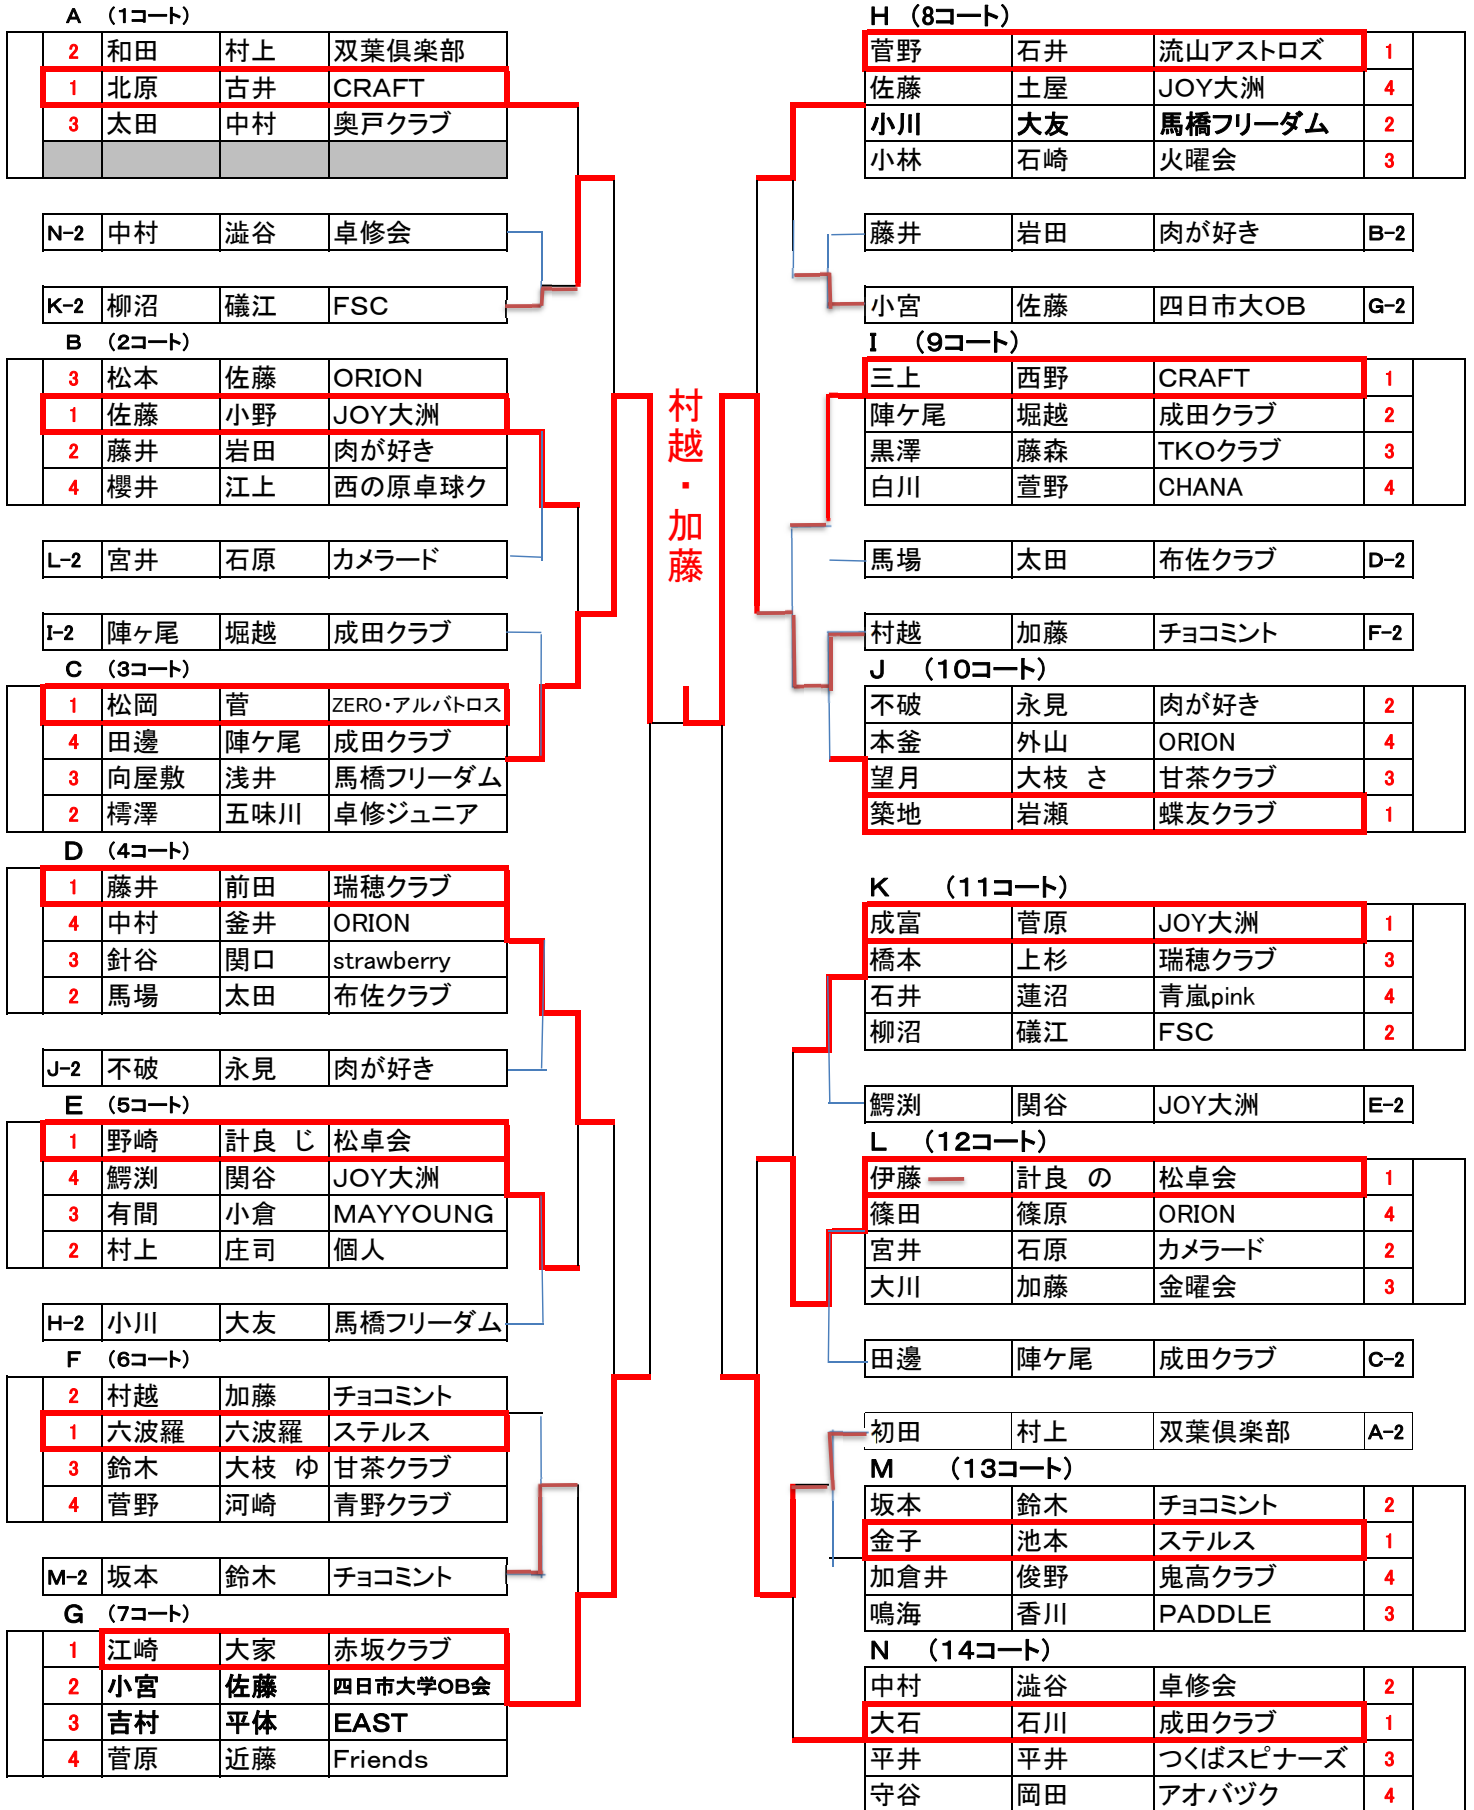 A （1コート）
2 和田 村上 双葉倶楽部
1 北原 古井 CRAFT
3 太田 中村 奥戸クラブ
N-2 中村 澁谷 卓修会
K-2 柳沼 礒江 FSC
B （2コート）
3 松本 佐藤 ORION
1 佐藤 小野 JOY大洲
2 藤井 岩田 肉が好き
4 櫻井 江上 西の原卓球ク
L-2 宮井 石原 カメラード
I-2 陣ヶ尾 堀越 成田クラブ
C （3コート）
1 松岡 菅 ZERO・アルバトロス
4 田邊 陣ケ尾 成田クラブ
3 向屋敷 浅井 馬橋フリーダム
2 樗澤 五味川 卓修ジュニア
D （4コート）
1 藤井 前田 瑞穂クラブ
4 中村 釜井 ORION
3 針谷 関口 strawberry
2 馬場 太田 布佐クラブ
J-2 不破 永見 肉が好き
E （5コート）
1 野崎 計良 じ 松卓会
4 鰐渕 関谷 JOY大洲
3 有間 小倉 MAYYOUNG
2 村上 庄司 個人
H-2 小川 大友 馬橋フリーダム
F （6コート）
2 村越 加藤 チョコミント
1 六波羅 六波羅 ステルス
3 鈴木 大枝 ゆ 甘茶クラブ
4 菅野 河崎 青野クラブ
M-2 坂本 鈴木 チョコミント
G （7コート）
1 江崎 大家 赤坂クラブ
2 小宮 佐藤 四日市大学OB会
3 吉村 平体 EAST
4 菅原 近藤 Friends
村越・加藤
H （8コート）
菅野 石井 流山アストロズ 1
佐藤 土屋 JOY大洲 4
小川 大友 馬橋フリーダム 2
小林 石崎 火曜会 3
藤井 岩田 肉が好き B-2
小宮 佐藤 四日市大OB G-2
I （9コート）
三上 西野 CRAFT 1
陣ケ尾 堀越 成田クラブ 2
黒澤 藤森 TKOクラブ 3
白川 萱野 CHANA 4
馬場 太田 布佐クラブ D-2
村越 加藤 チョコミント F-2
J （10コート）
不破 永見 肉が好き 2
本釜 外山 ORION 4
望月 大枝 さ 甘茶クラブ 3
築地 岩瀬 蝶友クラブ 1
K （11コート）
成富 菅原 JOY大洲 1
橋本 上杉 瑞穂クラブ 3
石井 蓮沼 青嵐pink 4
柳沼 礒江 FSC 2
鰐渕 関谷 JOY大洲 E-2
L （12コート）
伊藤 計良 の 松卓会 1
篠田 篠原 ORION 4
宮井 石原 カメラード 2
大川 加藤 金曜会 3
田邊 陣ケ尾 成田クラブ C-2
初田 村上 双葉倶楽部 A-2
M （13コート）
坂本 鈴木 チョコミント 2
金子 池本 ステルス 1
加倉井 俊野 鬼高クラブ 4
鳴海 香川 PADDLE 3
N （14コート）
中村 澁谷 卓修会 2
大石 石川 成田クラブ 1
平井 平井 つくばスピナーズ 3
守谷 岡田 アオバヅク 4